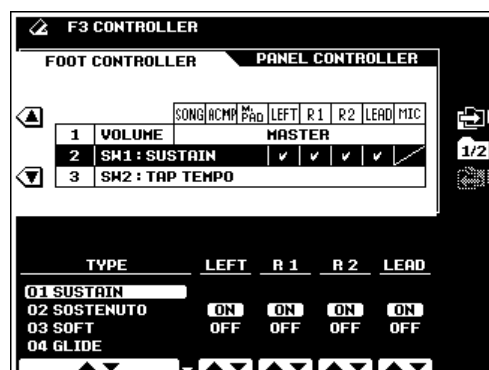 F3 CONTROLLER
FOOT CONTROLLER PANEL CONTROLLER
SONG ACMP M. PAD LEFT R1 R2 LEAD MIC
1 VOLUME MASTER
2 SW1:SUSTAIN ✓ ✓ ✓ ✓
1/2
3 SW2:TAP TEMPO
TYPE LEFT R1 R2 LEAD
01 SUSTAIN
02 SOSTENUTO ON ON ON ON
03 SOFT OFF OFF OFF OFF
04 GLIDE